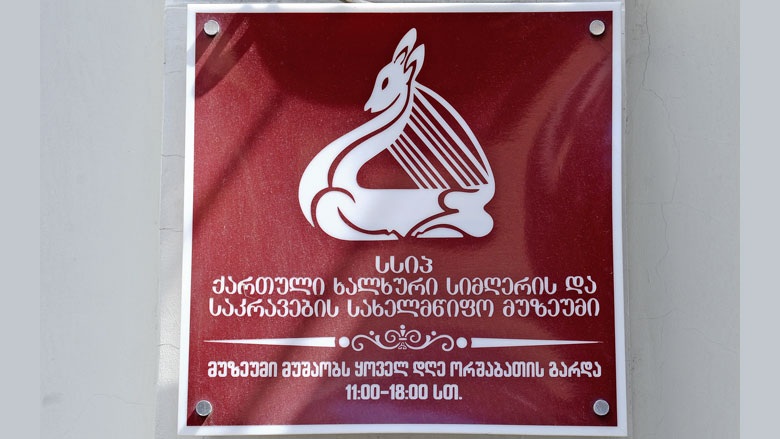 სსიპ
ქართული ხალხური სიმღერის და
საკრავების სახელმწიფო მუზეუმი
მუზეუმი მუშაობს ყოველ დღე ორშაბათის გარდა
11:00-18:00 სთ.